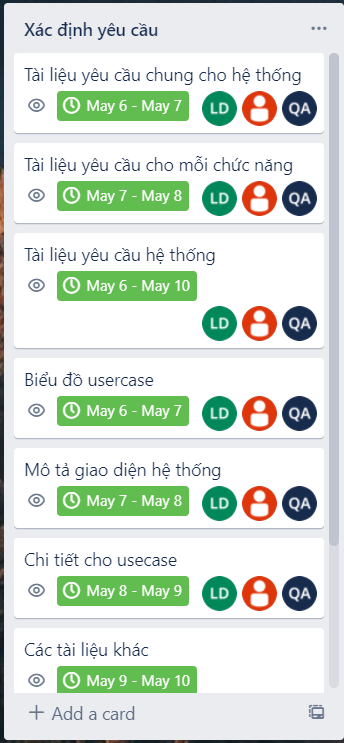 Xác định yêu cầu
Tài liệu yêu cầu chung cho hệ thống
May 6 - May 7 LD QA
Tài liệu yêu cầu cho mỗi chức năng
May 7 - May 8 LD QA
Tài liệu yêu cầu hệ thống
May 6 - May 10
LD QA
Biểu đồ usercase
May 6 - May 7 LD QA
Mô tả giao diện hệ thống
May 7 - May 8 LD QA
Chi tiết cho usecase
May 8 - May 9 LD QA
Các tài liệu khác
May 9 - May 10
Add a card